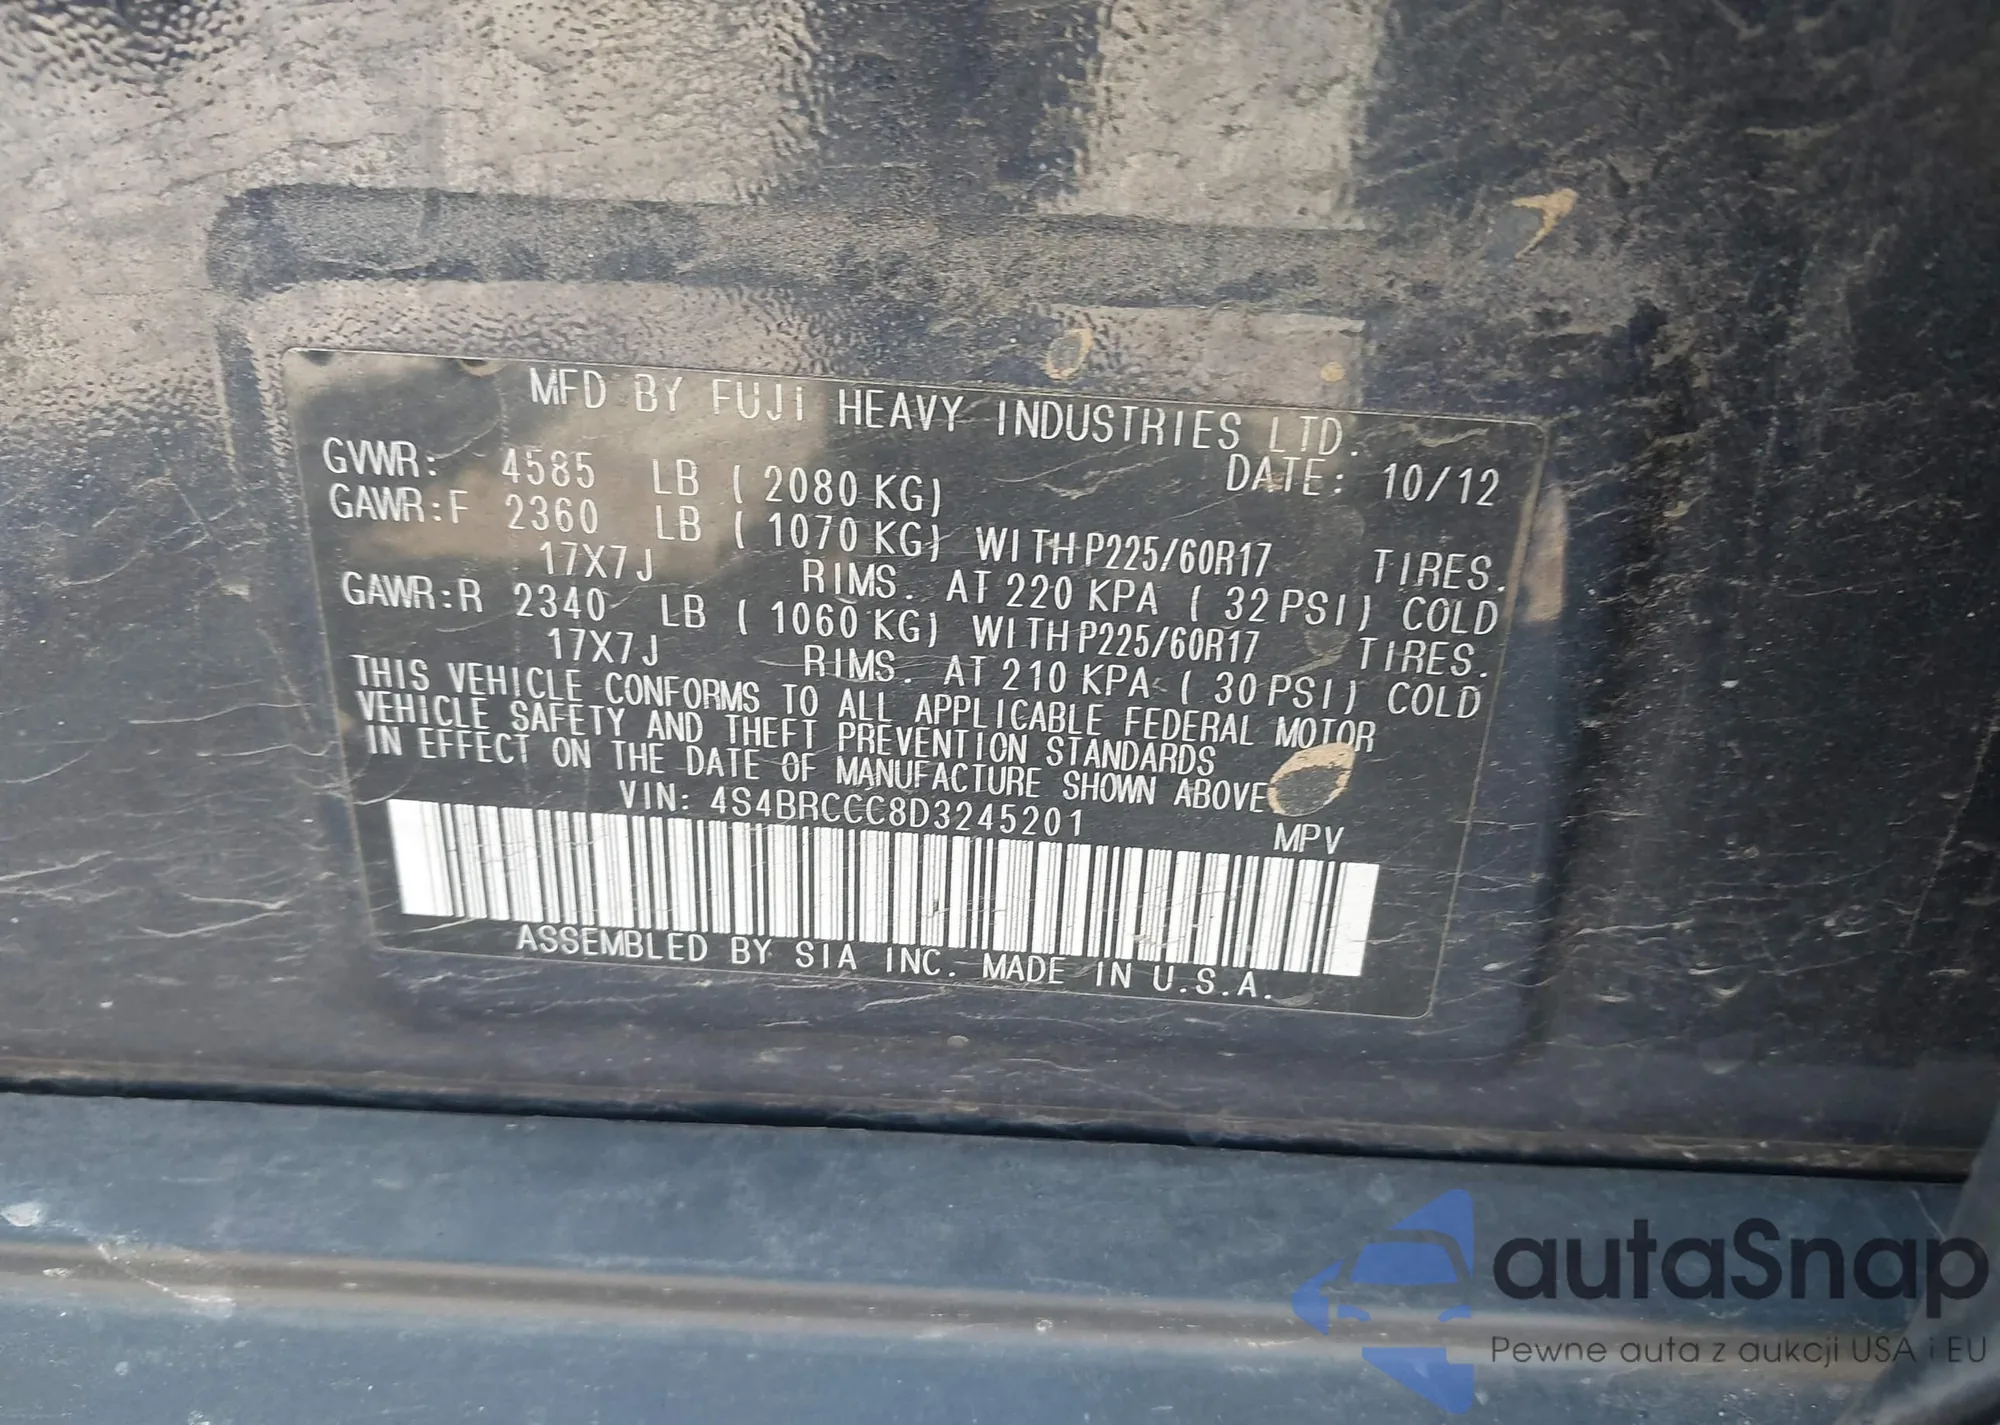 MFD BY FUJI HEAVY INDUSTRIES LTD.
DATE: 10/12
GVWR: 4585 LB ( 2080 KG)
GAWR:F 2360 LB ( 1070 KG) WITH P225/60R17 TIRES.
17X7J RIMS. AT 220 KPA ( 32 PSI) COLD
GAWR:R 2340 LB ( 1060 KG) WITH P225/60R17 TIRES.
17X7J RIMS. AT 210 KPA ( 30 PSI) COLD
THIS VEHICLE CONFORMS TO ALL APPLICABLE FEDERAL MOTOR
VEHICLE SAFETY AND THEFT PREVENTION STANDARDS
IN EFFECT ON THE DATE OF MANUFACTURE SHOWN ABOVE
VIN: 4S4BRCCC8D3245201 MPV
ASSEMBLED BY SIA INC. MADE IN U.S.A.
autaSnap
Pewne auta z aukcji USA i EU